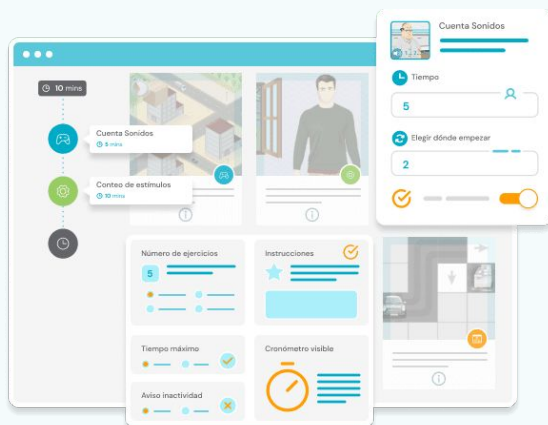 Cuenta Sonidos
Tiempo
5
Elegir dónde empezar
2
10 mins
Cuenta Sonidos
5 mins
Conteo de estímulos
10 mins
Número de ejercicios
5
Instrucciones
Tiempo máximo
Cronómetro visible
Aviso inactividad